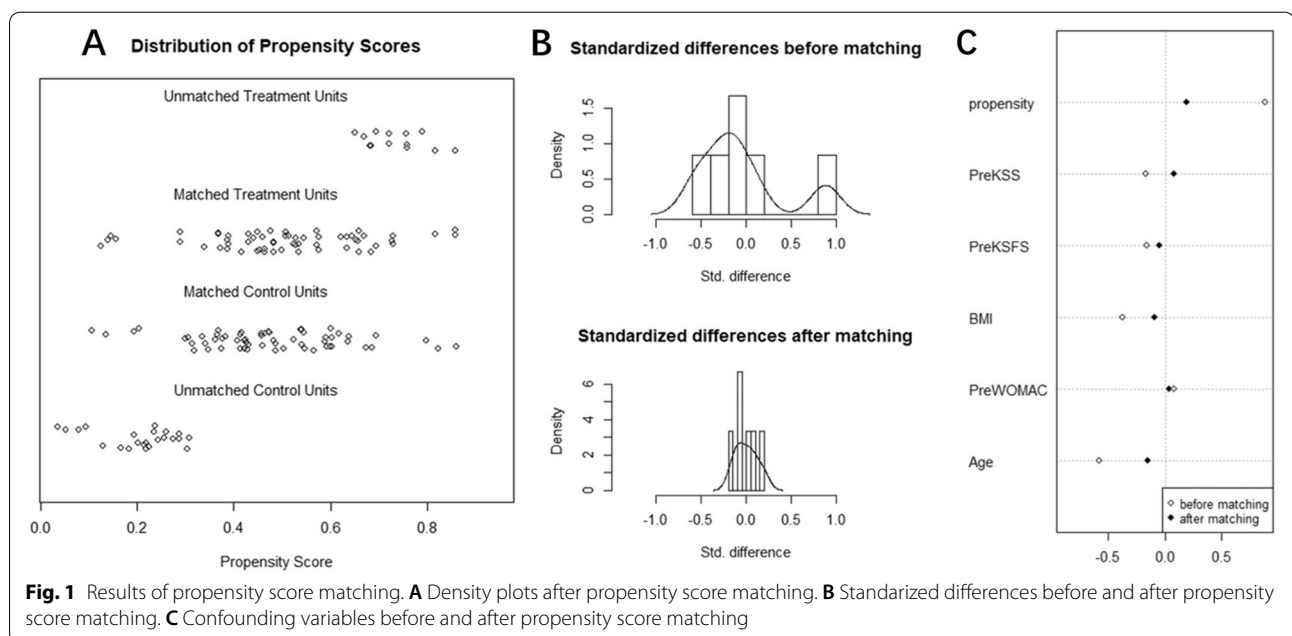 A Distribution of Propensity Scores
Unmatched Treatment Units
Matched Treatment Units
Matched Control Units
Unmatched Control Units
0.0 0.2 0.4 0.6 0.8
Propensity Score
B Standardized differences before matching
Density
0.0 0.5 1.0 1.5
-1.0 -0.5 0.0 0.5 1.0
Std. difference
Standardized differences after matching
Density
0 2 4 6
-1.0 -0.5 0.0 0.5 1.0
Std. difference
C
propensity
PreKSS
PreKSFS
BMI
PreWOMAC
Age
before matching
after matching
-0.5 0.0 0.5
Fig. 1 Results of propensity score matching. A Density plots after propensity score matching. B Standarized differences before and after propensity
score matching. C Confounding variables before and after propensity score matching